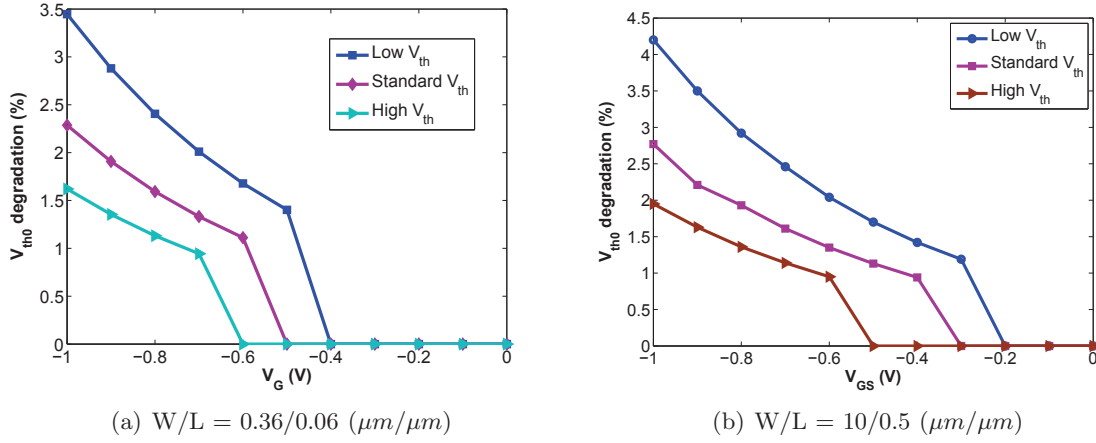 3.5
3
2.5
2
1.5
1
0.5
0
V_th0 degradation (%)
Low V_th
Standard V_th
High V_th
−1 −0.8 −0.6 −0.4 −0.2 0
V_G (V)
(a) W/L = 0.36/0.06 (μm/μm)
4.5
4
3.5
3
2.5
2
1.5
1
0.5
0
V_th0 degradation (%)
Low V_th
Standard V_th
High V_th
−1 −0.8 −0.6 −0.4 −0.2 0
V_GS (V)
(b) W/L = 10/0.5 (μm/μm)